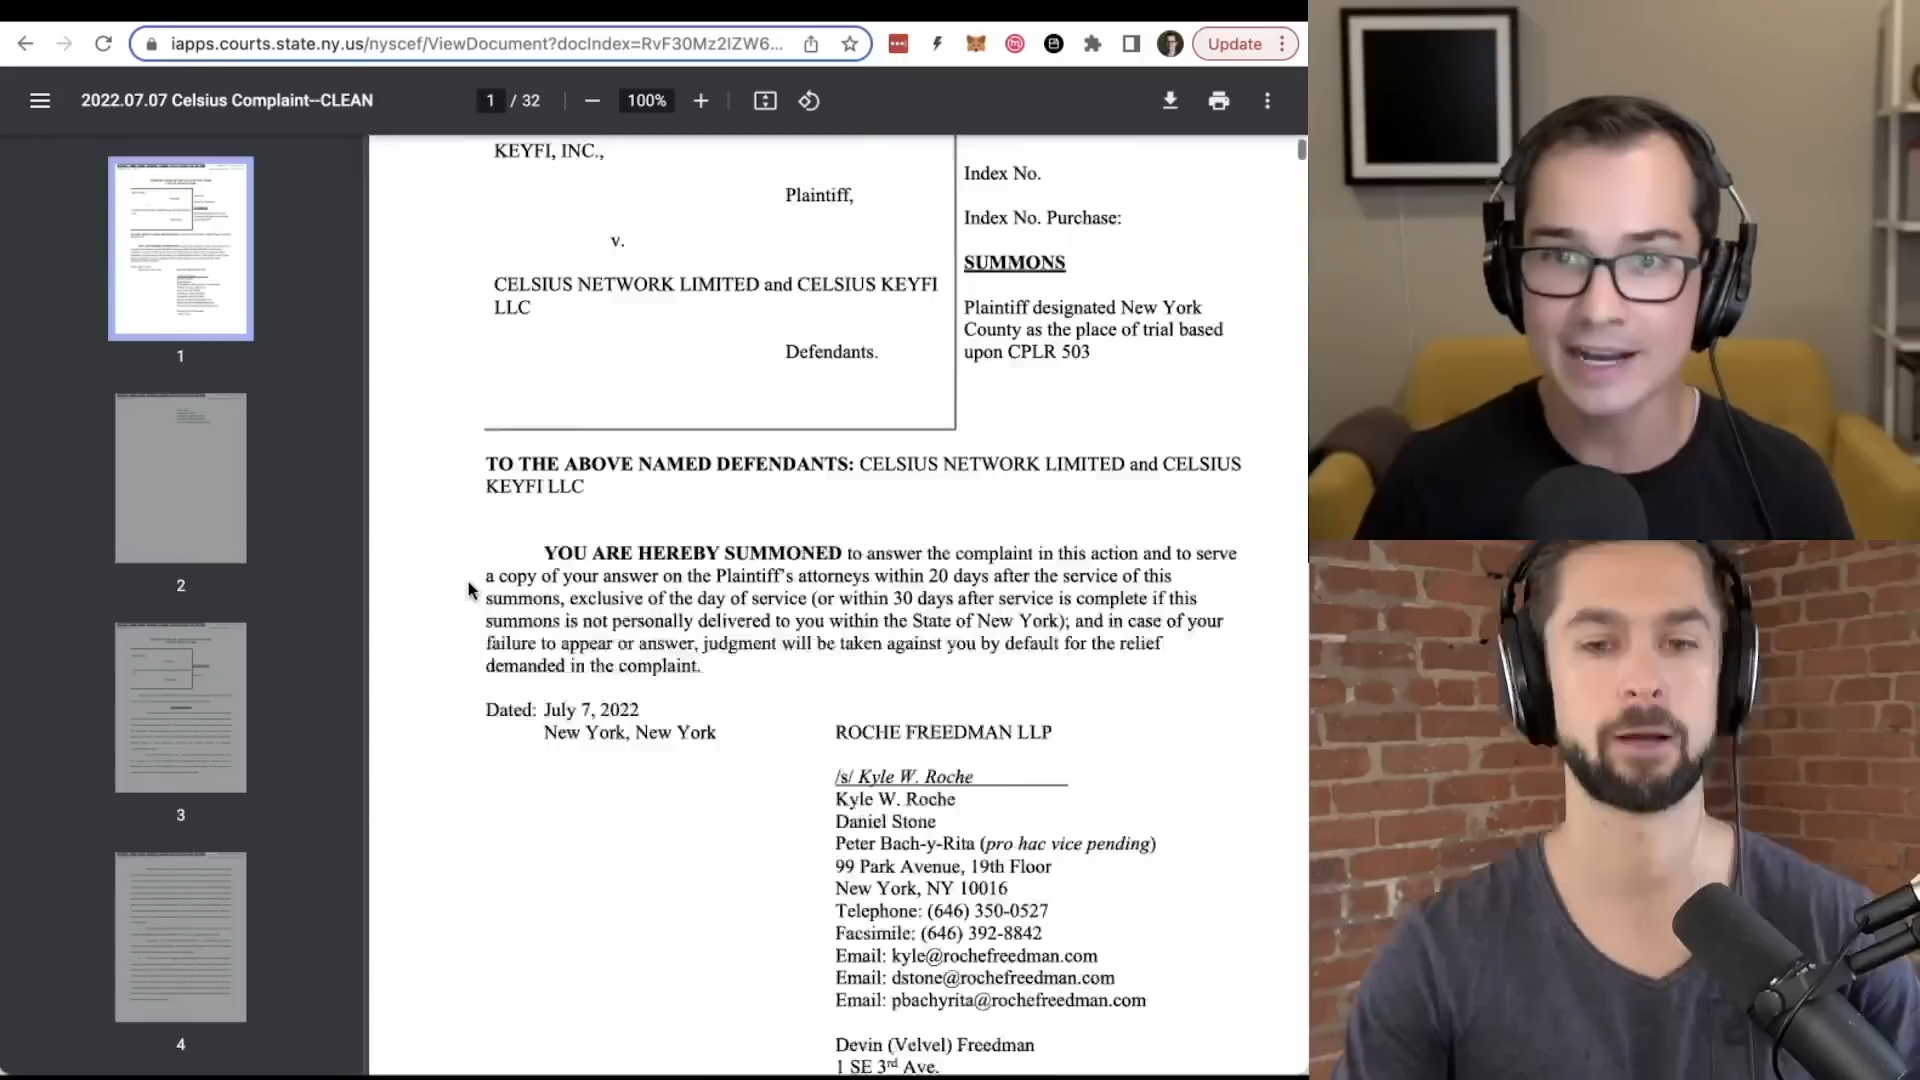 iapps.courts.state.ny.us/nyscef/ViewDocument?docIndex=RvF30Mz2IZW6...
Update
2022.07.07 Celsius Complaint--CLEAN
1 / 32
100%
1
2
3
4
KEYFI, INC.,
Plaintiff,
v.
CELSIUS NETWORK LIMITED and CELSIUS KEYFI
LLC
Defendants.
Index No.
Index No. Purchase:
SUMMONS
Plaintiff designated New York
County as the place of trial based
upon CPLR 503
TO THE ABOVE NAMED DEFENDANTS: CELSIUS NETWORK LIMITED and CELSIUS
KEYFI LLC
YOU ARE HEREBY SUMMONED to answer the complaint in this action and to serve
a copy of your answer on the Plaintiff's attorneys within 20 days after the service of this
summons, exclusive of the day of service (or within 30 days after service is complete if this
summons is not personally delivered to you within the State of New York); and in case of your
failure to appear or answer, judgment will be taken against you by default for the relief
demanded in the complaint.
Dated: July 7, 2022
New York, New York
ROCHE FREEDMAN LLP
/s/ Kyle W. Roche
Kyle W. Roche
Daniel Stone
Peter Bach-y-Rita (pro hac vice pending)
99 Park Avenue, 19th Floor
New York, NY 10016
Telephone: (646) 350-0527
Facsimile: (646) 392-8842
Email: kyle@rochefreedman.com
Email: dstone@rochefreedman.com
Email: pbachyrita@rochefreedman.com
Devin (Velvel) Freedman
1 SE 3rd Ave.